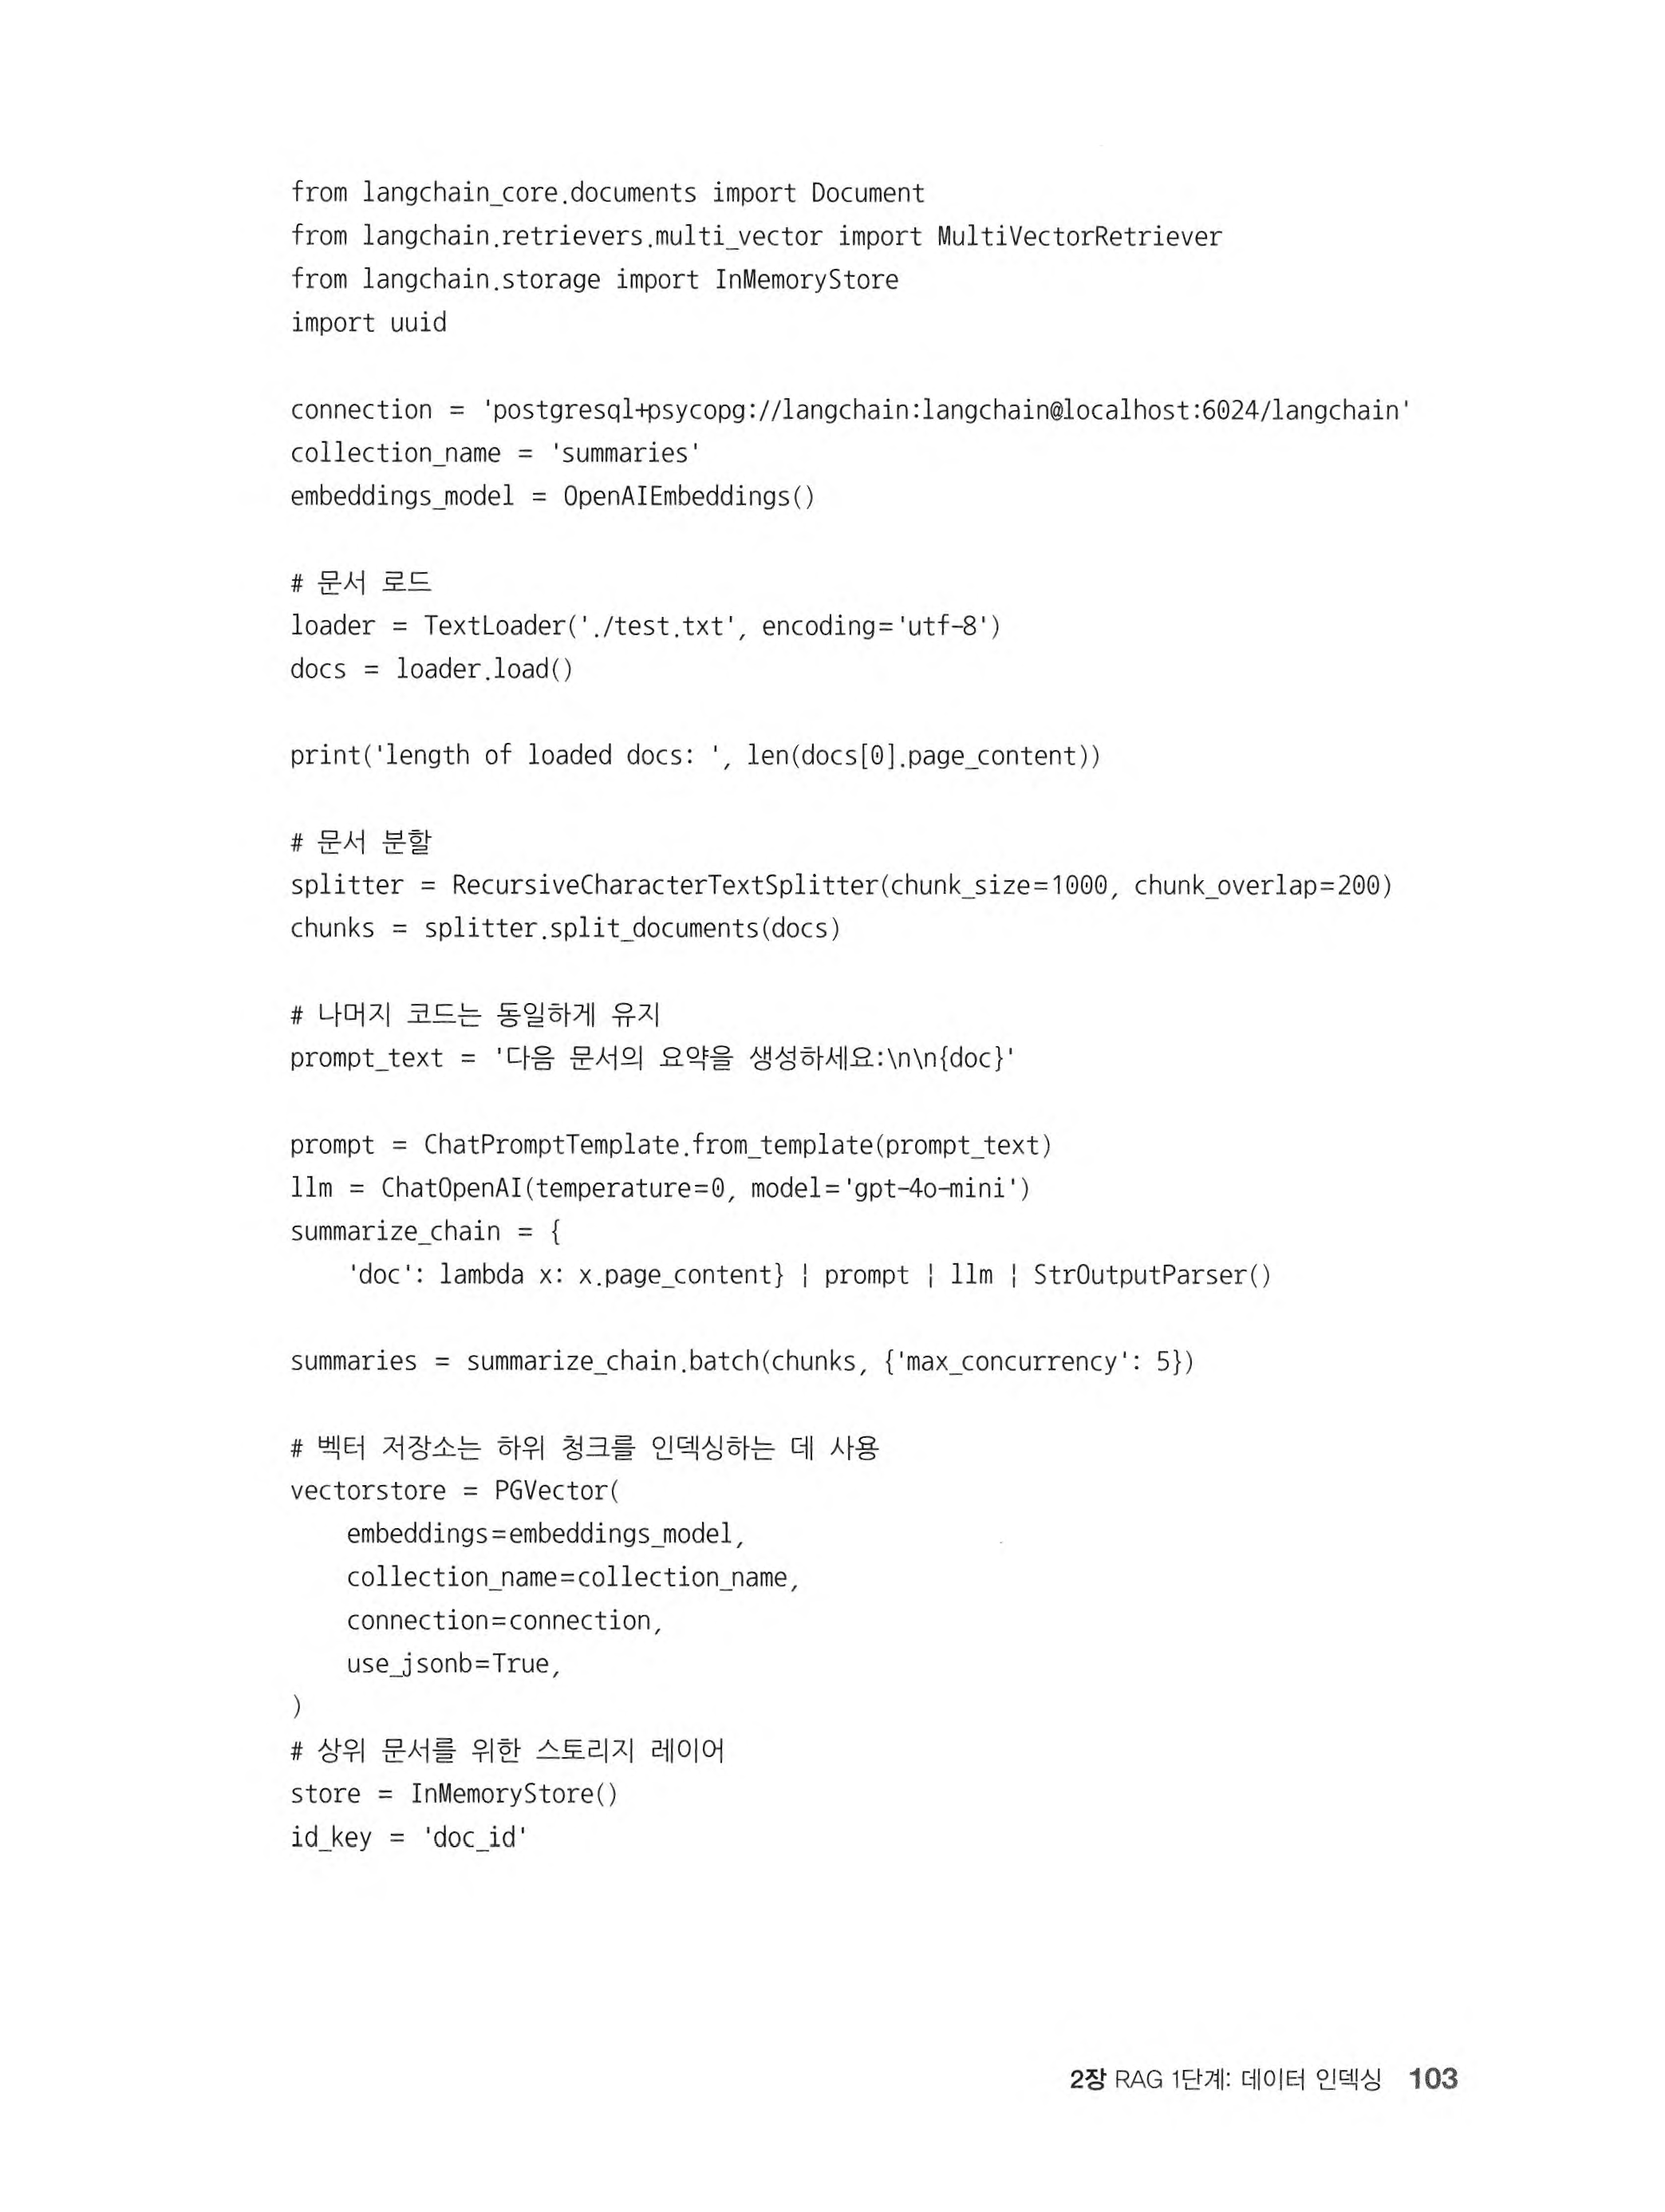 from langchain_core.documents import Document
from langchain.retrievers.multi_vector import MultiVectorRetriever
from langchain.storage import InMemoryStore
import uuid

connection = 'postgresql+psycopg://langchain:langchain@localhost:6024/langchain'
collection_name = 'summaries'
embeddings_model = OpenAIEmbeddings()

# 문서 로드
loader = TextLoader('./test.txt', encoding='utf-8')
docs = loader.load()

print('length of loaded docs: ', len(docs[0].page_content))

# 문서 분할
splitter = RecursiveCharacterTextSplitter(chunk_size=1000, chunk_overlap=200)
chunks = splitter.split_documents(docs)

# 나머지 코드는 동일하게 유지
prompt_text = '다음 문서의 요약을 생성하세요:\n\n{doc}'

prompt = ChatPromptTemplate.from_template(prompt_text)
llm = ChatOpenAI(temperature=0, model='gpt-4o-mini')
summarize_chain = {
    'doc': lambda x: x.page_content} | prompt | llm | StrOutputParser()

summaries = summarize_chain.batch(chunks, {'max_concurrency': 5})

# 벡터 저장소는 하위 청크를 인덱싱하는 데 사용
vectorstore = PGVector(
    embeddings=embeddings_model,
    collection_name=collection_name,
    connection=connection,
    use_jsonb=True,
)
# 상위 문서를 위한 스토리지 레이어
store = InMemoryStore()
id_key = 'doc_id'

2장 RAG 1단계: 데이터 인덱싱 103